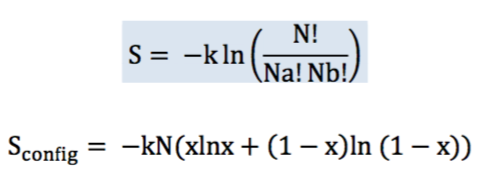 S = −k ln(N!/(Na! Nb!))
S_config = −kN(xlnx + (1 − x)ln (1 − x))